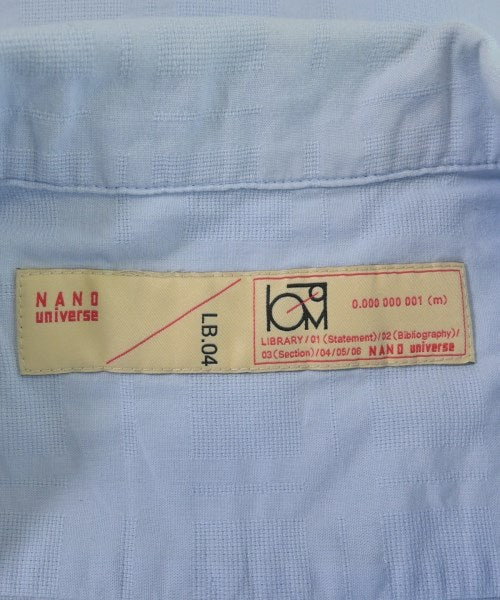 NANO
universe
LB.04
0.000 000 001 (m)
LIBRARY/01(Statement)/02(Bibliography)/
03(Section)/04/05/06 NANO universe